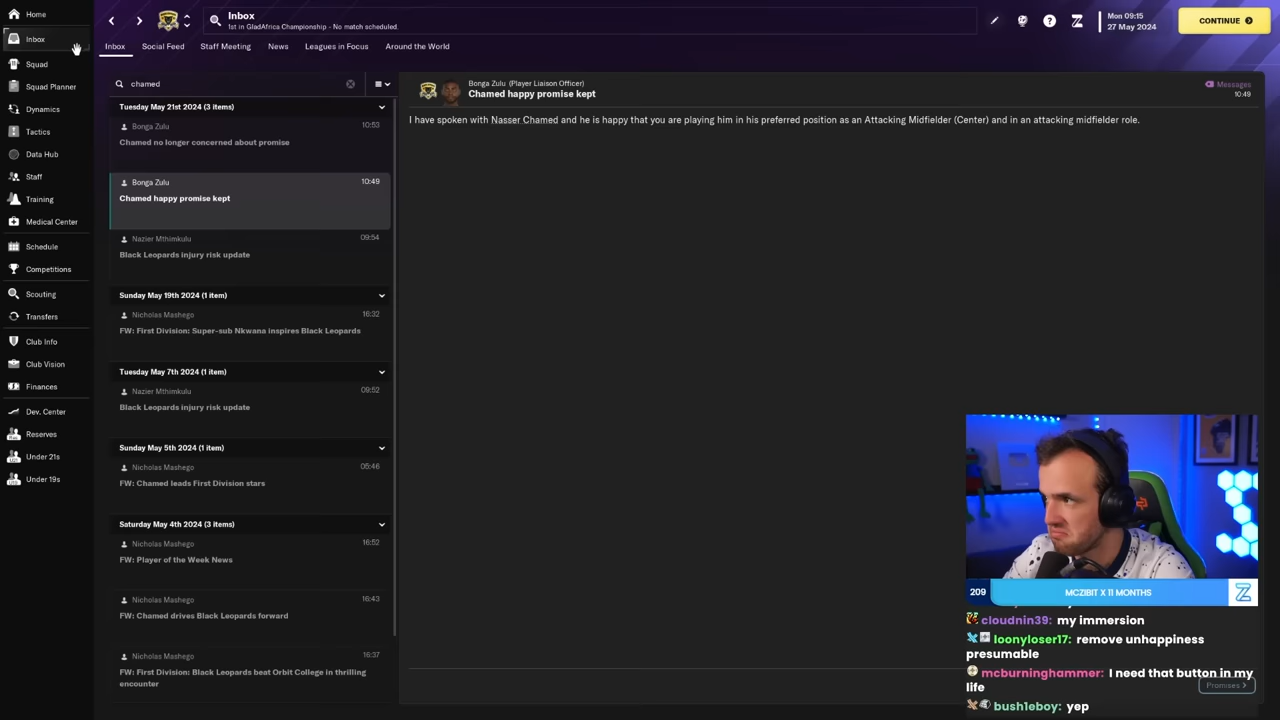 Home
Inbox
Squad
Squad Planner
Dynamics
Tactics
Data Hub
Staff
Training
Medical Center
Schedule
Competitions
Scouting
Transfers
Club Info
Club Vision
Finances
Dev. Center
Reserves
Under 21s
Under 19s
Inbox
1st in GladAfrica Championship - No match scheduled.
Mon 09:15
27 May 2024
CONTINUE
Inbox
Social Feed
Staff Meeting
News
Leagues in Focus
Around the World
chamed
Tuesday May 21st 2024 (3 items)
Bonga Zulu 10:53
Chamed no longer concerned about promise
Bonga Zulu 10:49
Chamed happy promise kept
Nazier Mthimkulu 09:54
Black Leopards injury risk update
Sunday May 19th 2024 (1 item)
Nicholas Mashego 16:32
FW: First Division: Super-sub Nkwana inspires Black Leopards
Tuesday May 7th 2024 (1 item)
Nazier Mthimkulu 09:52
Black Leopards injury risk update
Sunday May 5th 2024 (1 item)
Nicholas Mashego 05:46
FW: Chamed leads First Division stars
Saturday May 4th 2024 (3 items)
Nicholas Mashego 16:52
FW: Player of the Week News
Nicholas Mashego 16:43
FW: Chamed drives Black Leopards forward
Nicholas Mashego 16:37
FW: First Division: Black Leopards beat Orbit College in thrilling
encounter
Bonga Zulu (Player Liaison Officer)
Chamed happy promise kept
Messages
10:49
I have spoken with Nasser Chamed and he is happy that you are playing him in his preferred position as an Attacking Midfielder (Center) and in an attacking midfielder role.
209 MCZIBIT X 11 MONTHS
cloudnin39: my immersion
loonyloser17: remove unhappiness
presumable
mcburninghammer: I need that button in my
life
Promises >
bush1eboy: yep